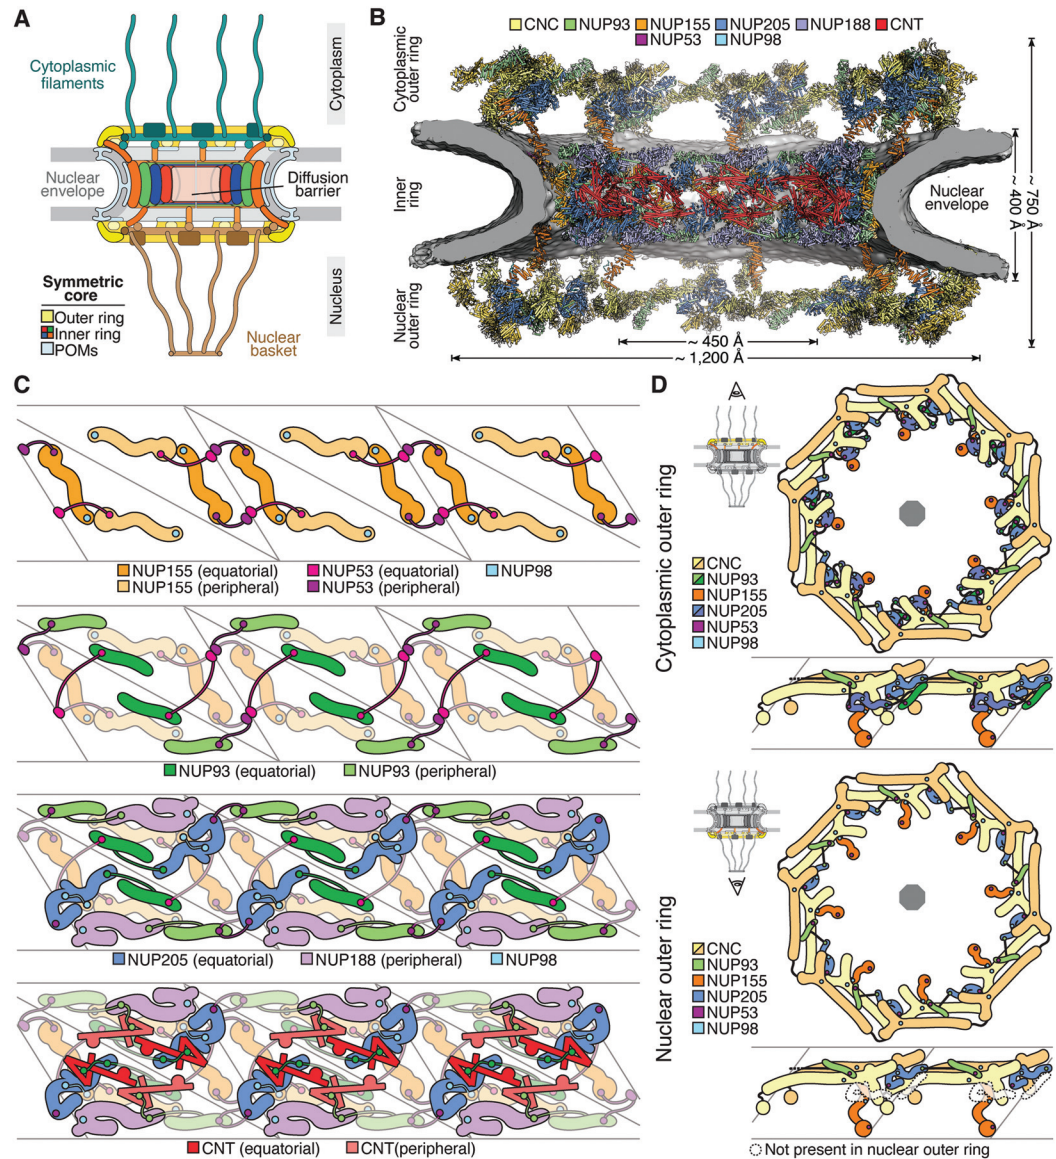 A
Cytoplasmic
filaments
Cytoplasm
Nuclear
envelope
Diffusion
barrier
Nucleus
Symmetric
core
Outer ring
Inner ring
POMs
Nuclear
basket
B
CNC NUP93 NUP155 NUP205 NUP188 CNT
NUP53 NUP98
Cytoplasmic
outer ring
Inner
ring
Nuclear
outer ring
Nuclear
envelope
~ 400 Å
~ 750 Å
~ 450 Å
~ 1,200 Å
C
NUP155 (equatorial) NUP53 (equatorial) NUP98
NUP155 (peripheral) NUP53 (peripheral)
NUP93 (equatorial) NUP93 (peripheral)
NUP205 (equatorial) NUP188 (peripheral) NUP98
CNT (equatorial) CNT(peripheral)
D
Cytoplasmic outer ring
CNC
NUP93
NUP155
NUP205
NUP53
NUP98
Nuclear outer ring
CNC
NUP93
NUP155
NUP205
NUP53
NUP98
Not present in nuclear outer ring